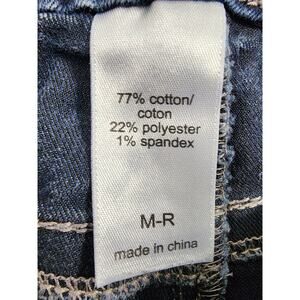 77% cotton/
coton
22% polyester
1% spandex
M-R
made in china